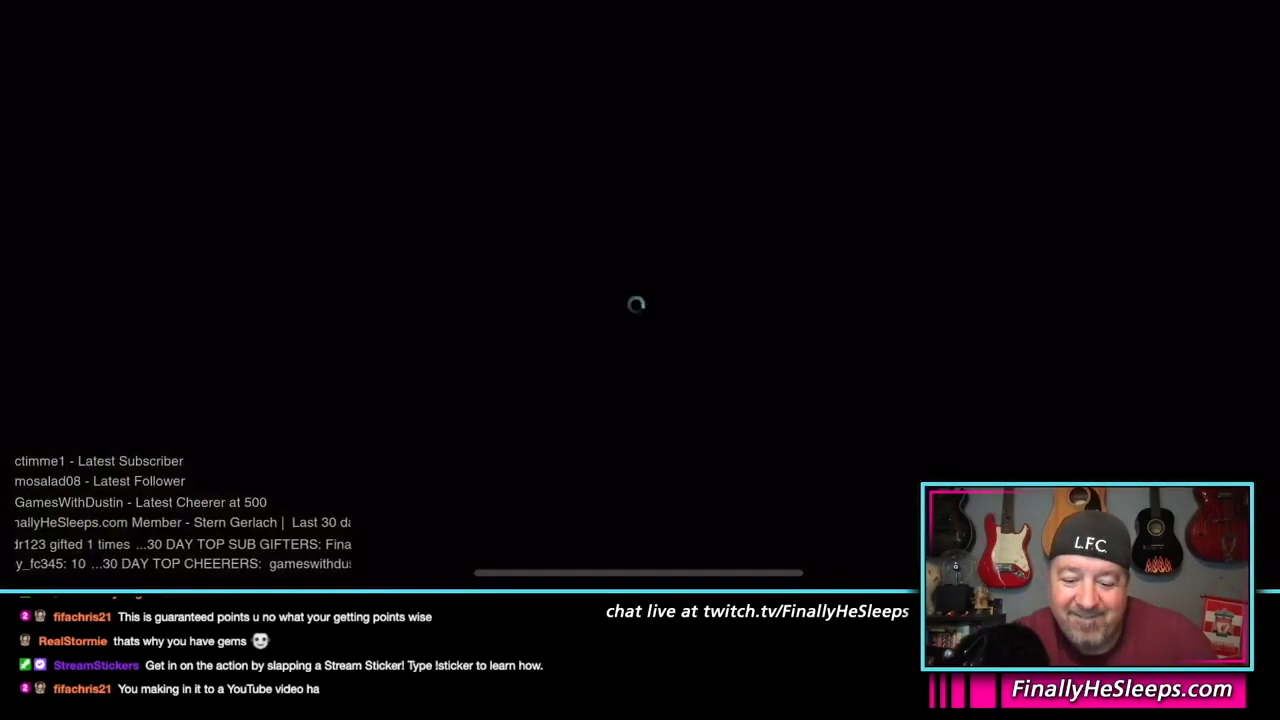 ctimme1 - Latest Subscriber
mosalad08 - Latest Follower
GamesWithDustin - Latest Cheerer at 500
nallyHeSleeps.com Member - Stern Gerlach | Last 30 da
dr123 gifted 1 times ...30 DAY TOP SUB GIFTERS: Fina
y_fc345: 10 ...30 DAY TOP CHEERERS: gameswithdus
chat live at twitch.tv/FinallyHeSleeps
2 fifachris21 This is guaranteed points u no what your getting points wise
RealStormie thats why you have gems
StreamStickers Get in on the action by slapping a Stream Sticker! Type !sticker to learn how.
2 fifachris21 You making in it to a YouTube video ha
L.F.C.
FinallyHeSleeps.com